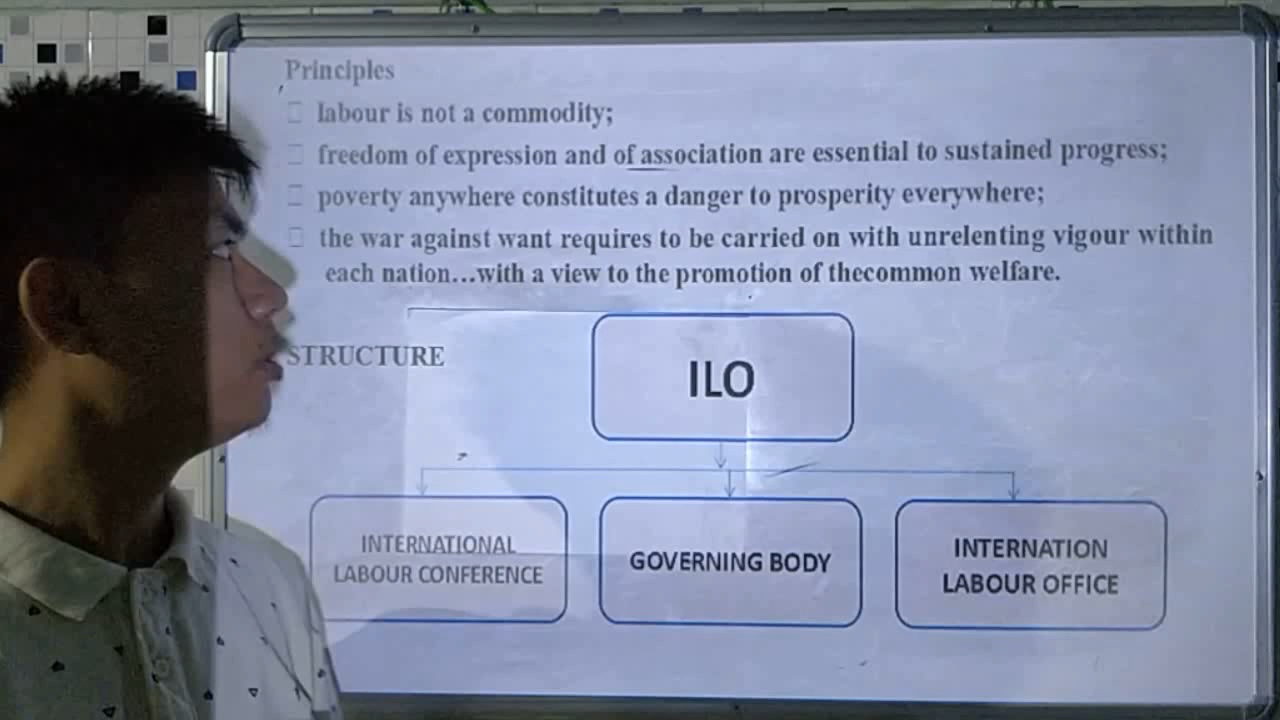 Principles
labour is not a commodity;
freedom of expression and of association are essential to sustained progress;
poverty anywhere constitutes a danger to prosperity everywhere;
the war against want requires to be carried on with unrelenting vigour within
each nation...with a view to the promotion of thecommon welfare.
STRUCTURE
ILO
INTERNATIONAL
LABOUR CONFERENCE
GOVERNING BODY
INTERNATION
LABOUR OFFICE